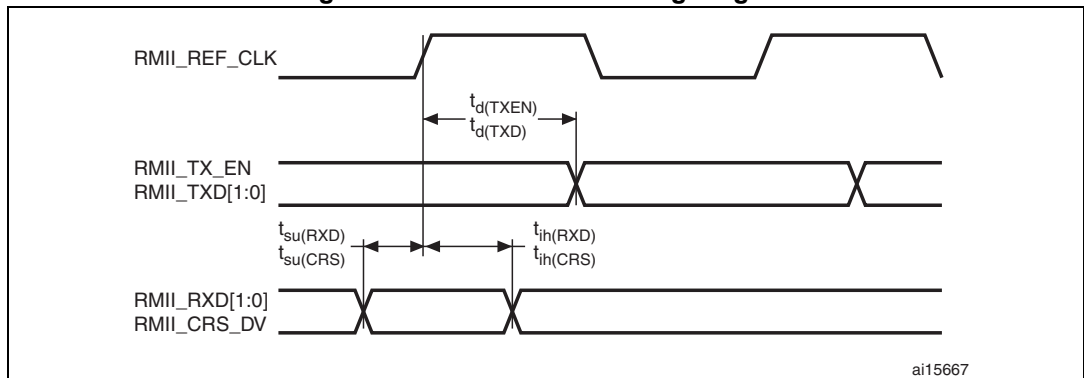 RMII_REF_CLK
td(TXEN)
td(TXD)
RMII_TX_EN
RMII_TXD[1:0]
tsu(RXD)
tsu(CRS)
tih(RXD)
tih(CRS)
RMII_RXD[1:0]
RMII_CRS_DV
ai15667